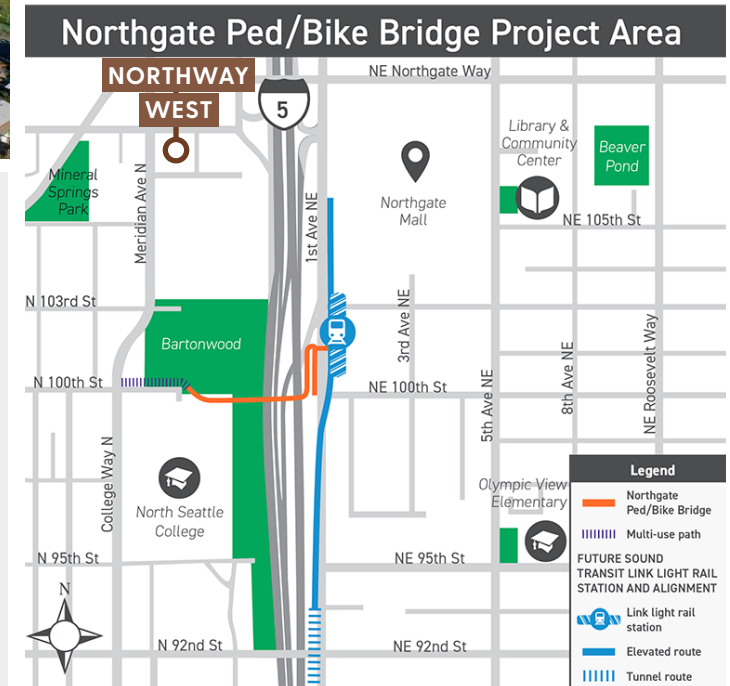 Northgate Ped/Bike Bridge Project Area
NORTHWAY
WEST
5
NE Northgate Way
Library &
Community
Center
Beaver
Pond
Mineral
Springs
Park
Meridian Ave N
1st Ave NE
Northgate
Mall
NE 105th St
N 103rd St
Bartonwood
3rd Ave NE
8th Ave NE
NE Roosevelt Way
N 100th St
NE 100th St
5th Ave NE
College Way N
North Seattle
College
Olympic View
Elementary
N 95th St
NE 95th St
N
N 92nd St
NE 92nd St
Legend
Northgate
Ped/Bike Bridge
Multi-use path
FUTURE SOUND
TRANSIT LINK LIGHT RAIL
STATION AND ALIGNMENT
Link light rail
station
Elevated route
Tunnel route